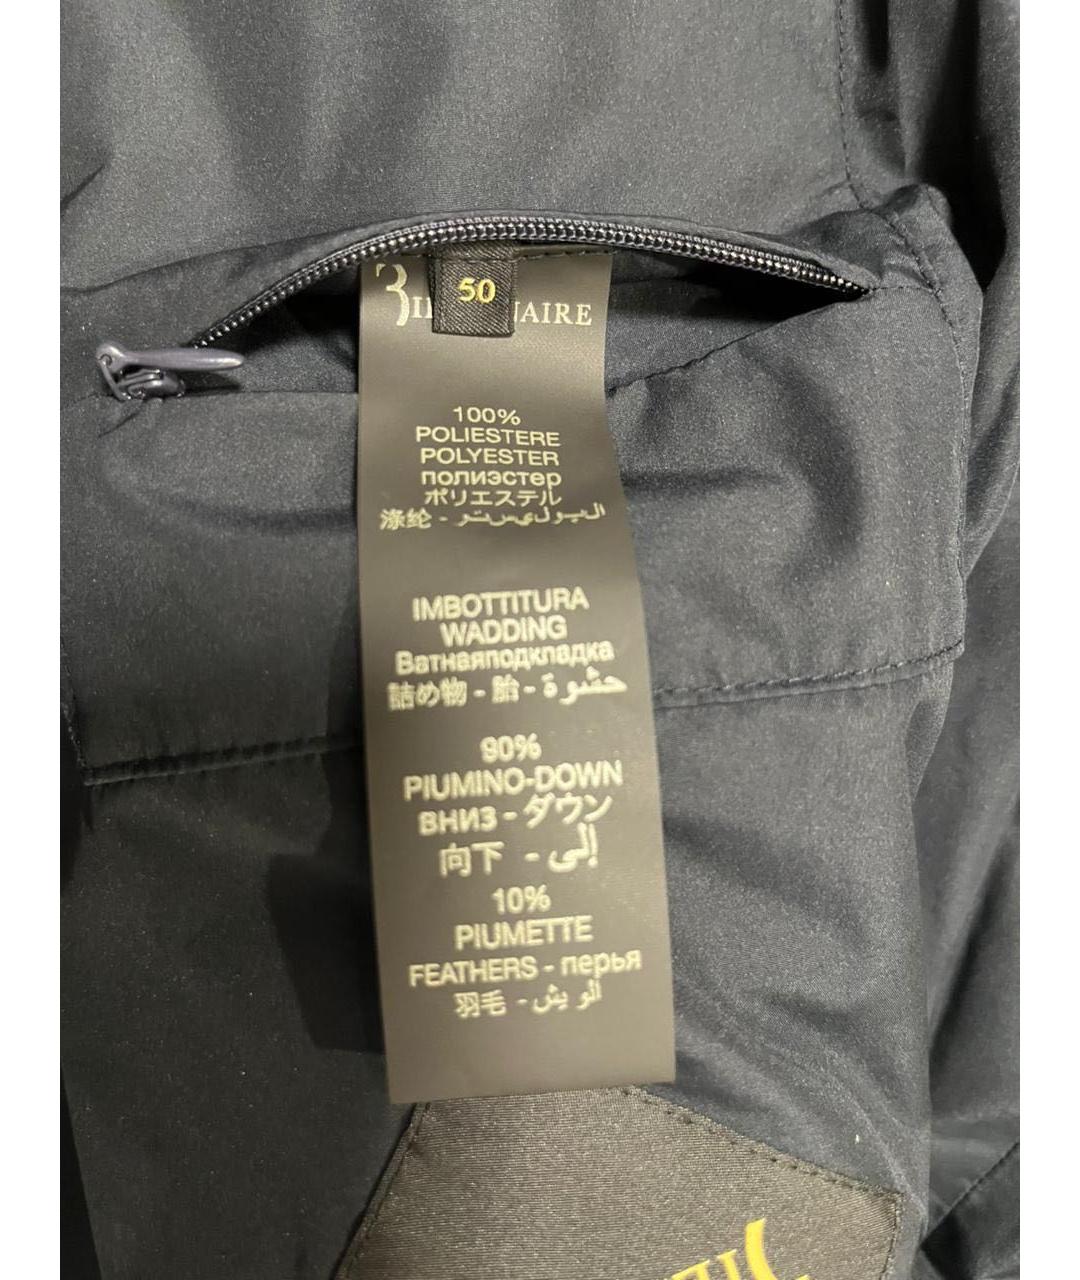 50
100%
POLIESTERE
POLYESTER
полиэстер
ポリエステル
涤纶 - البوليستر
IMBOTTITURA
WADDING
Ватнаяподкладка
詰め物 - 胎 - حشوة
90%
PIUMINO-DOWN
вниз - ダウン
向下 - إلى
10%
PIUMETTE
FEATHERS - перья
羽毛 - الويش